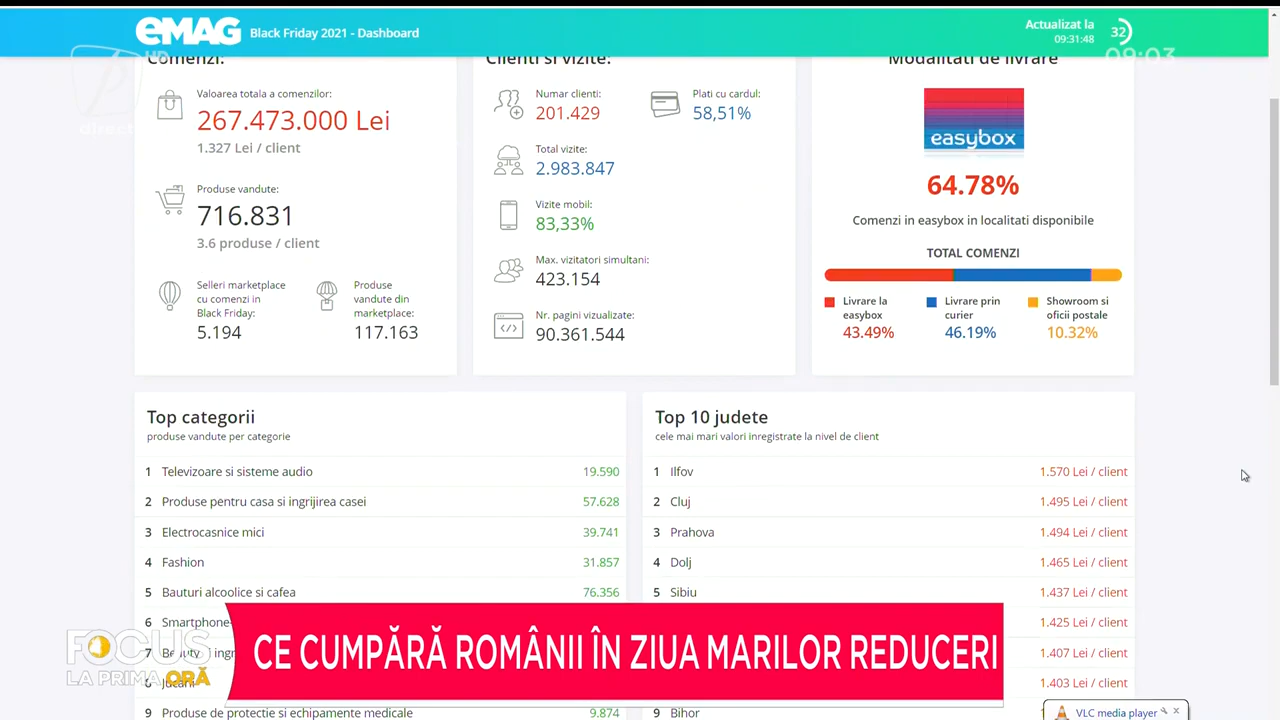 eMAG Black Friday 2021 - Dashboard
Actualizat la
09:31:48
32
HD
direct
09:03
Comenzi:
Valoarea totala a comenzilor:
267.473.000 Lei
1.327 Lei / client
Produse vandute:
716.831
3.6 produse / client
Selleri marketplace
cu comenzi in
Black Friday:
5.194
Produse
vandute din
marketplace:
117.163
Clienti si vizite:
Numar clienti:
201.429
Plati cu cardul:
58,51%
Total vizite:
2.983.847
Vizite mobil:
83,33%
Max. vizitatori simultani:
423.154
Nr. pagini vizualizate:
90.361.544
Modalitati de livrare
easybox
64.78%
Comenzi in easybox in localitati disponibile
TOTAL COMENZI
Livrare la
easybox
43.49%
Livrare prin
curier
46.19%
Showroom si
oficii postale
10.32%
Top categorii
produse vandute per categorie
1 Televizoare si sisteme audio 19.590
2 Produse pentru casa si ingrijirea casei 57.628
3 Electrocasnice mici 39.741
4 Fashion 31.857
5 Bauturi alcoolice si cafea 76.356
6 Smartphone-
7 Beauty
8 Jucarii
9 Produse de protectie si echipamente medicale 9.874
Top 10 judete
cele mai mari valori inregistrate la nivel de client
1 Ilfov 1.570 Lei / client
2 Cluj 1.495 Lei / client
3 Prahova 1.494 Lei / client
4 Dolj 1.465 Lei / client
5 Sibiu 1.437 Lei / client
1.425 Lei / client
1.407 Lei / client
1.403 Lei / client
9 Bihor
FOCUS
LA PRIMA ORĂ
CE CUMPĂRĂ ROMÂNII ÎN ZIUA MARILOR REDUCERI
VLC media player